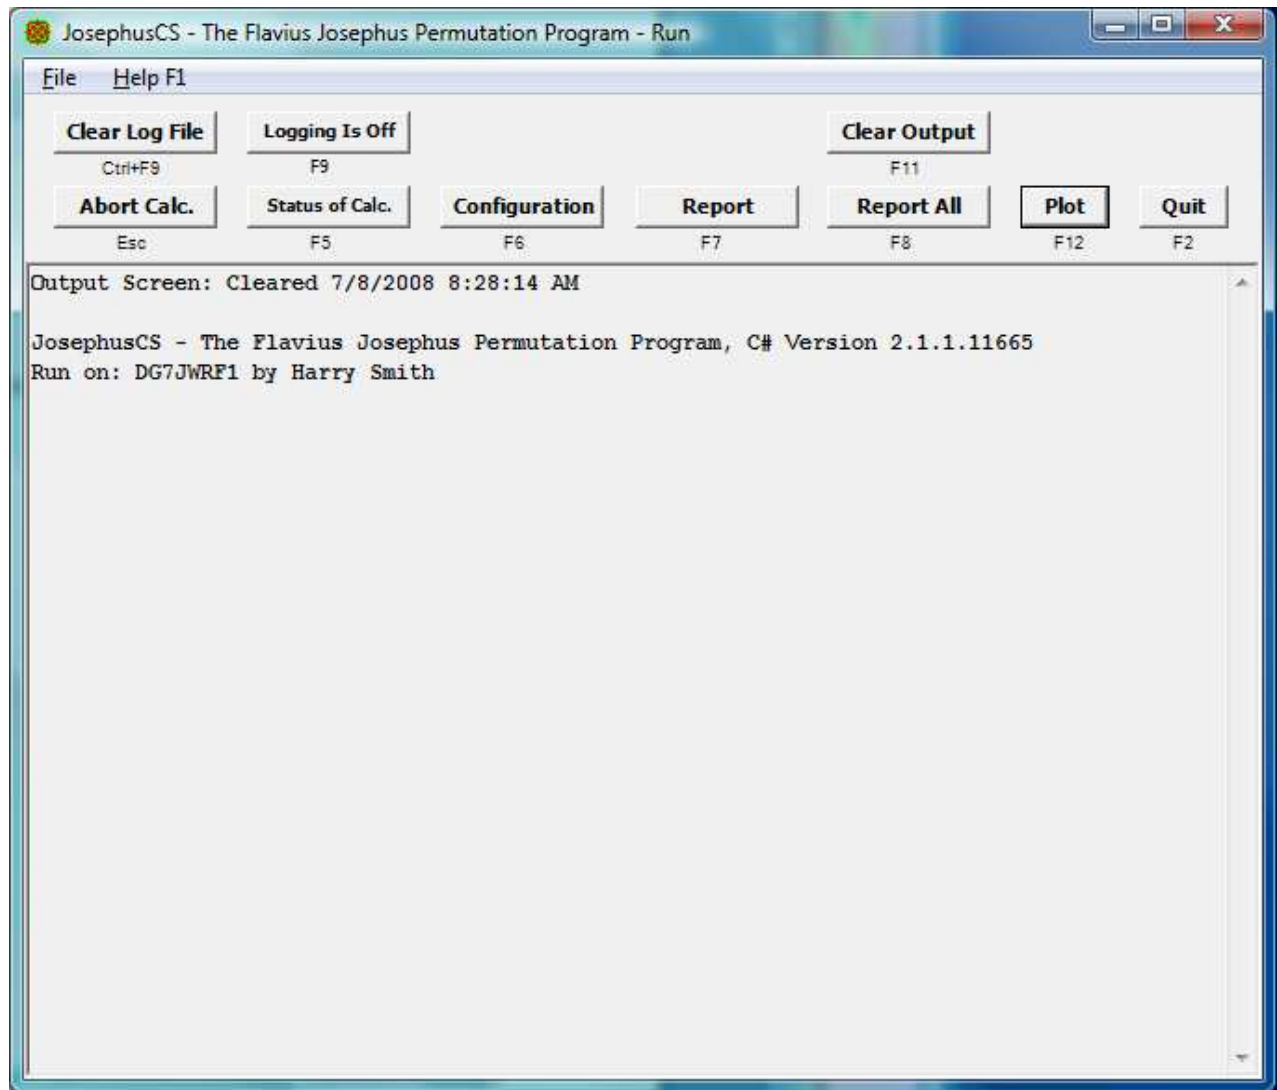 JosephusCS - The Flavius Josephus Permutation Program - Run
File Help F1
Clear Log File Logging Is Off Clear Output
Ctrl+F9 F9 F11
Abort Calc. Status of Calc. Configuration Report Report All Plot Quit
Esc F5 F6 F7 F8 F12 F2
Output Screen: Cleared 7/8/2008 8:28:14 AM
JosephusCS - The Flavius Josephus Permutation Program, C# Version 2.1.1.11665
Run on: DG7JWRF1 by Harry Smith